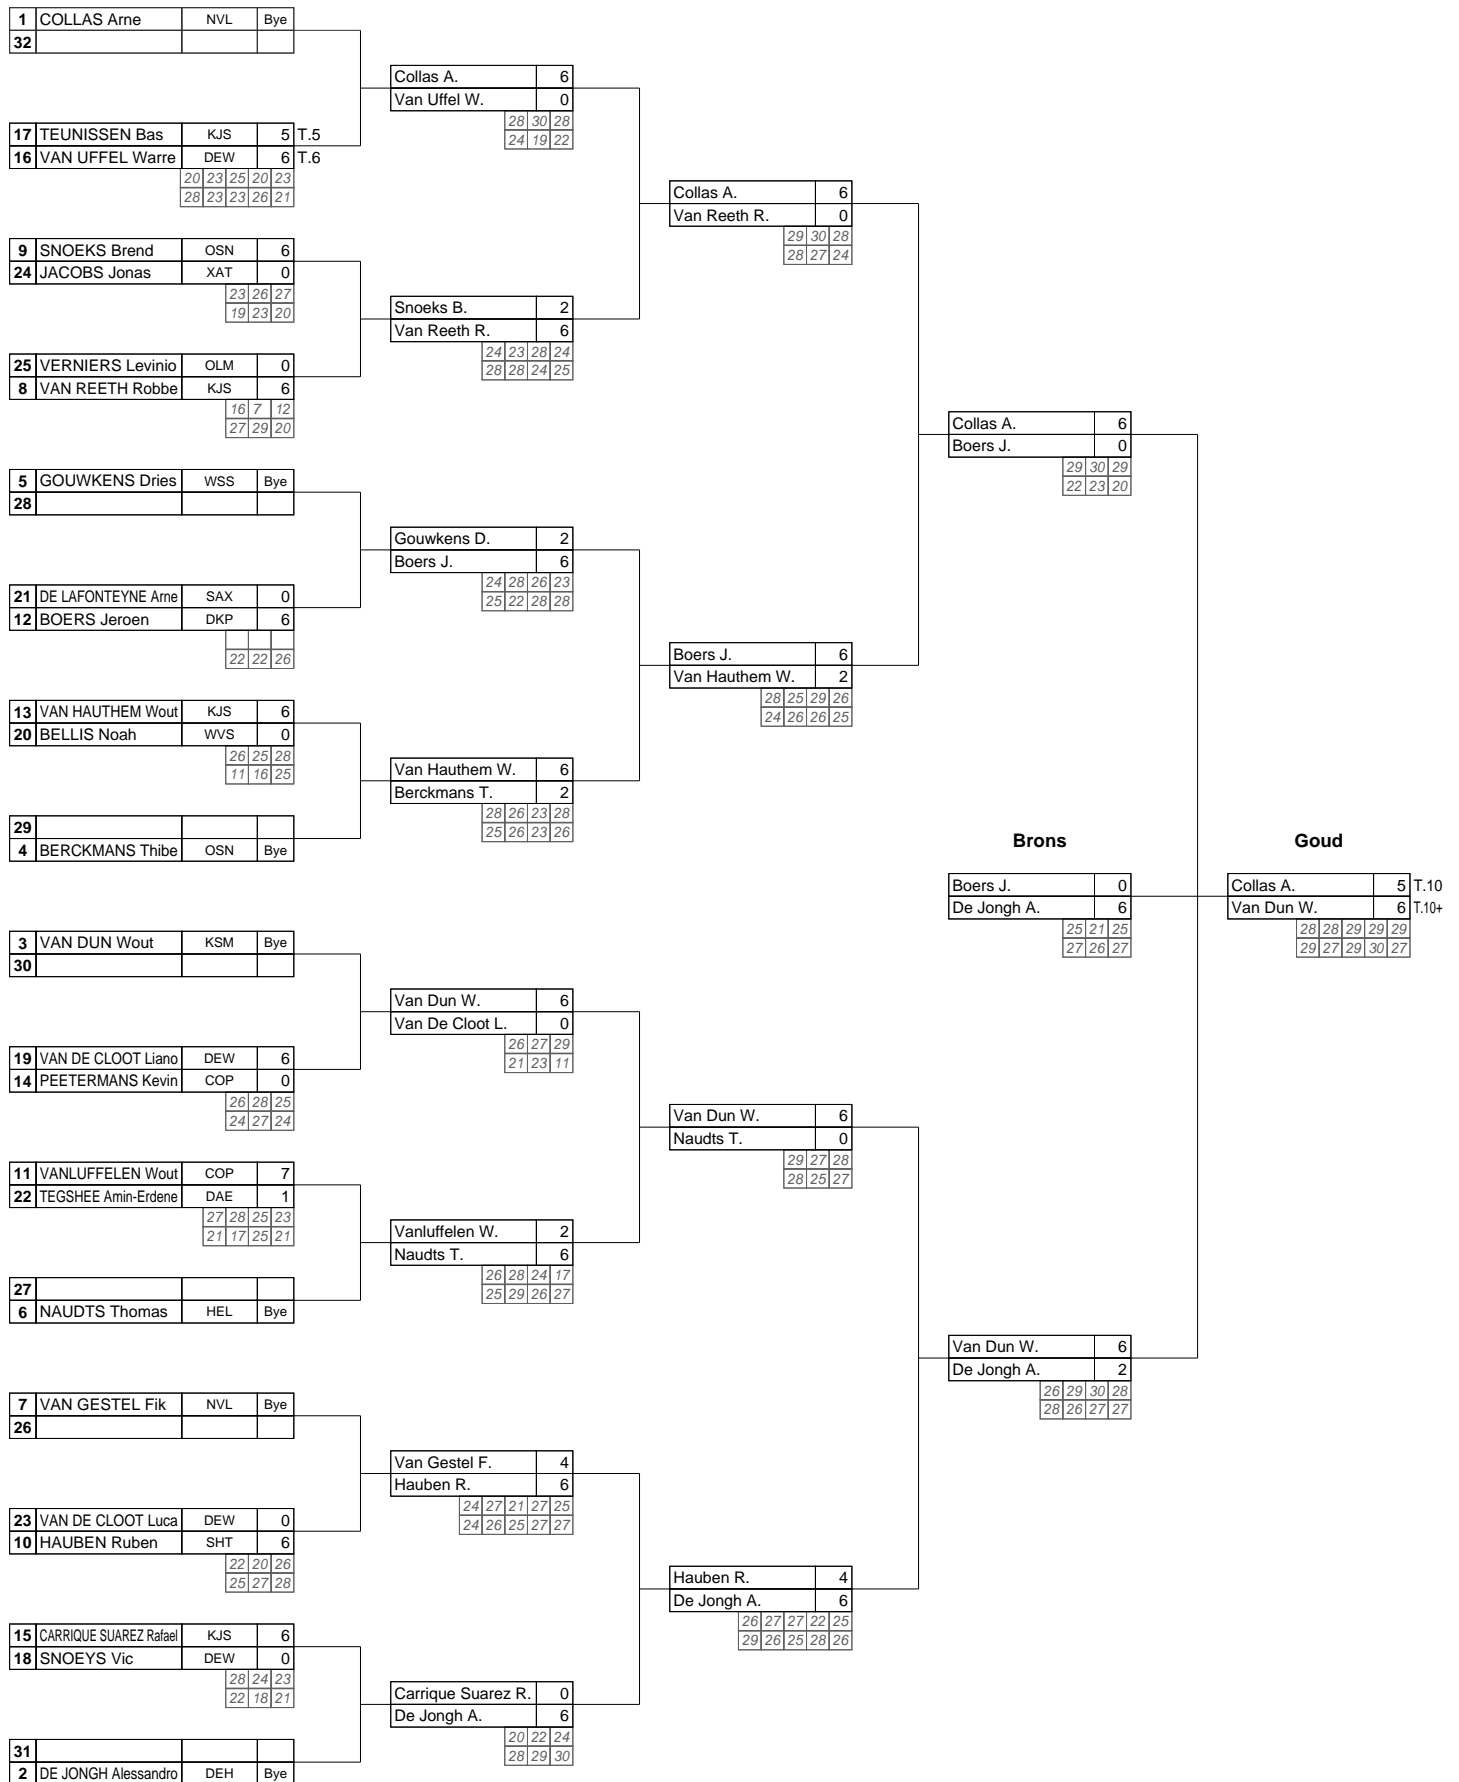 1 COLLAS Arne NVL Bye
32
17 TEUNISSEN Bas KJS 5 T.5
16 VAN UFFEL Warre DEW 6 T.6
20 23 25 20 23
28 23 23 26 21
9 SNOEKS Brend OSN 6
24 JACOBS Jonas XAT 0
23 26 27
19 23 20
25 VERNIERS Levinio OLM 0
8 VAN REETH Robbe KJS 6
16 7 12
27 29 20
5 GOUWKENS Dries WSS Bye
28
21 DE LAFONTEYNE Arne SAX 0
12 BOERS Jeroen DKP 6
22 22 26
13 VAN HAUTHEM Wout KJS 6
20 BELLIS Noah WVS 0
26 25 28
11 16 25
29
4 BERCKMANS Thibe OSN Bye
3 VAN DUN Wout KSM Bye
30
19 VAN DE CLOOT Liano DEW 6
14 PEETERMANS Kevin COP 0
26 28 25
24 27 24
11 VANLUFFELEN Wout COP 7
22 TEGSHEE Amin-Erdene DAE 1
27 28 25 23
21 17 25 21
27
6 NAUDTS Thomas HEL Bye
7 VAN GESTEL Fik NVL Bye
26
23 VAN DE CLOOT Luca DEW 0
10 HAUBEN Ruben SHT 6
22 20 26
25 27 28
15 CARRIQUE SUAREZ Rafael KJS 6
18 SNOEYS Vic DEW 0
28 24 23
22 18 21
31
2 DE JONGH Alessandro DEH Bye
Collas A. 6
Van Uffel W. 0
28 30 28
24 19 22
Snoeks B. 2
Van Reeth R. 6
24 23 28 24
28 28 24 25
Gouwkens D. 2
Boers J. 6
24 28 26 23
25 22 28 28
Van Hauthem W. 6
Berckmans T. 2
28 26 23 28
25 26 23 26
Van Dun W. 6
Van De Cloot L. 0
26 27 29
21 23 11
Vanluffelen W. 2
Naudts T. 6
26 28 24 17
25 29 26 27
Van Gestel F. 4
Hauben R. 6
24 27 21 27 25
24 26 25 27 27
Carrique Suarez R. 0
De Jongh A. 6
20 22 24
28 29 30
Collas A. 6
Van Reeth R. 0
29 30 28
28 27 24
Boers J. 6
Van Hauthem W. 2
28 25 29 26
24 26 26 25
Van Dun W. 6
Naudts T. 0
29 27 28
28 25 27
Hauben R. 4
De Jongh A. 6
26 27 27 22 25
29 26 25 28 26
Collas A. 6
Boers J. 0
29 30 29
22 23 20
Van Dun W. 6
De Jongh A. 2
26 29 30 28
28 26 27 27
Brons
Boers J. 0
De Jongh A. 6
25 21 25
27 26 27
Goud
Collas A. 5 T.10
Van Dun W. 6 T.10+
28 28 29 29 29
29 27 29 30 27